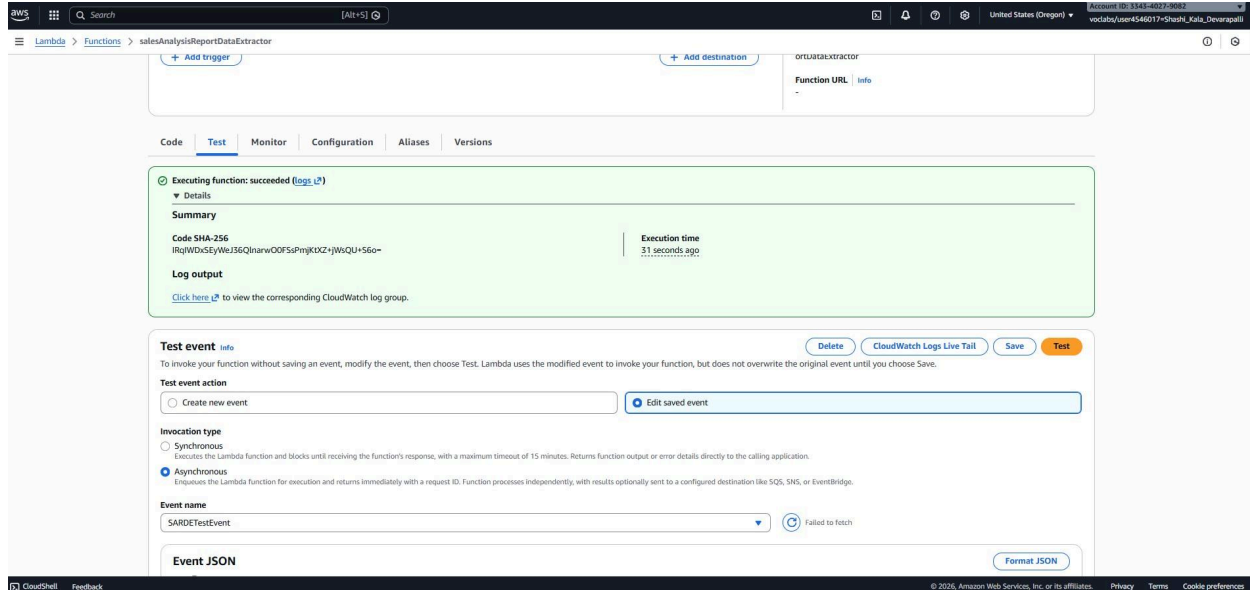 aws
Search [Alt+S]
United States (Oregon)
Account ID: 3343-4027-9082
voclabs/user4546017=Shashi_Kala_Devarapalli
Lambda > Functions > salesAnalysisReportDataExtractor
+ Add trigger
+ Add destination
ortDataExtractor
Function URL Info
-
Code Test Monitor Configuration Aliases Versions
Executing function: succeeded (logs)
Details
Summary
Code SHA-256
Execution time
31 seconds ago
Log output
Click here to view the corresponding CloudWatch log group.
Test event Info
Delete CloudWatch Logs Live Tail Save Test
To invoke your function without saving an event, modify the event, then choose Test. Lambda uses the modified event to invoke your function, but does not overwrite the original event until you choose Save.
Test event action
Create new event
Edit saved event
Invocation type
Synchronous
Executes the Lambda function and blocks until receiving the function's response, with a maximum timeout of 15 minutes. Returns function output or error details directly to the calling application.
Asynchronous
Enqueues the Lambda function for execution and returns immediately with a request ID. Function processes independently, with results optionally sent to a configured destination like SQS, SNS, or EventBridge.
Event name
SARDETestEvent
Failed to fetch
Event JSON
Format JSON
CloudShell Feedback
© 2026, Amazon Web Services, Inc. or its affiliates. Privacy Terms Cookie preferences